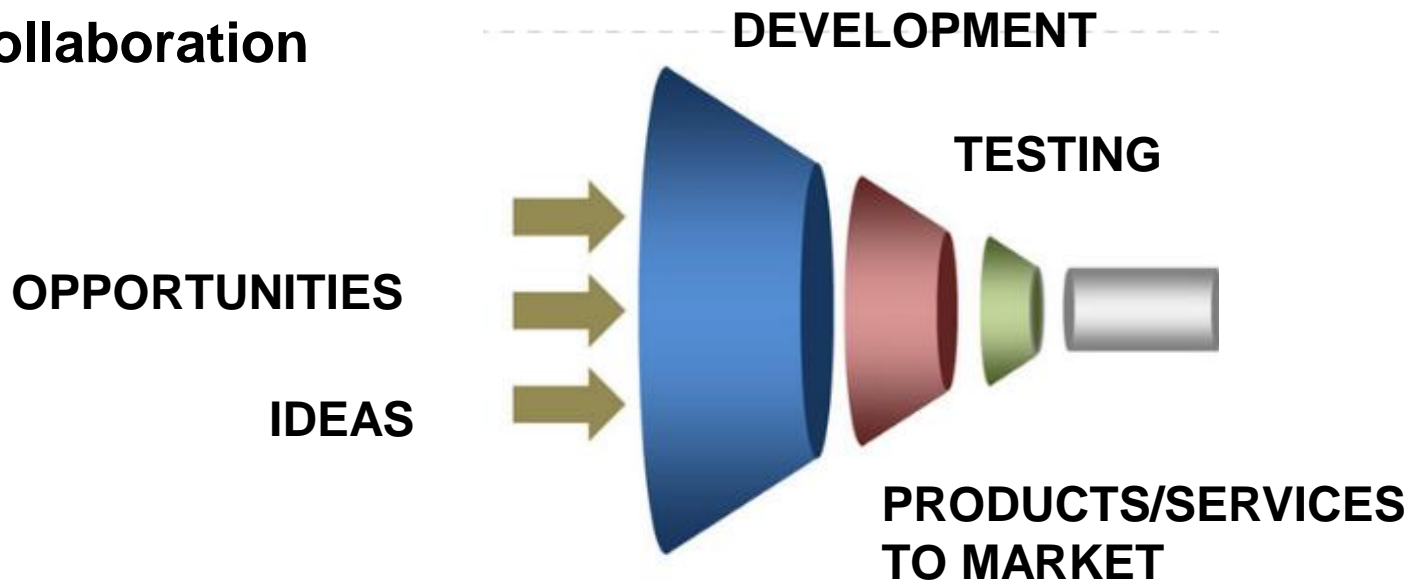 ollaboration
DEVELOPMENT
TESTING
OPPORTUNITIES
IDEAS
PRODUCTS/SERVICES
TO MARKET